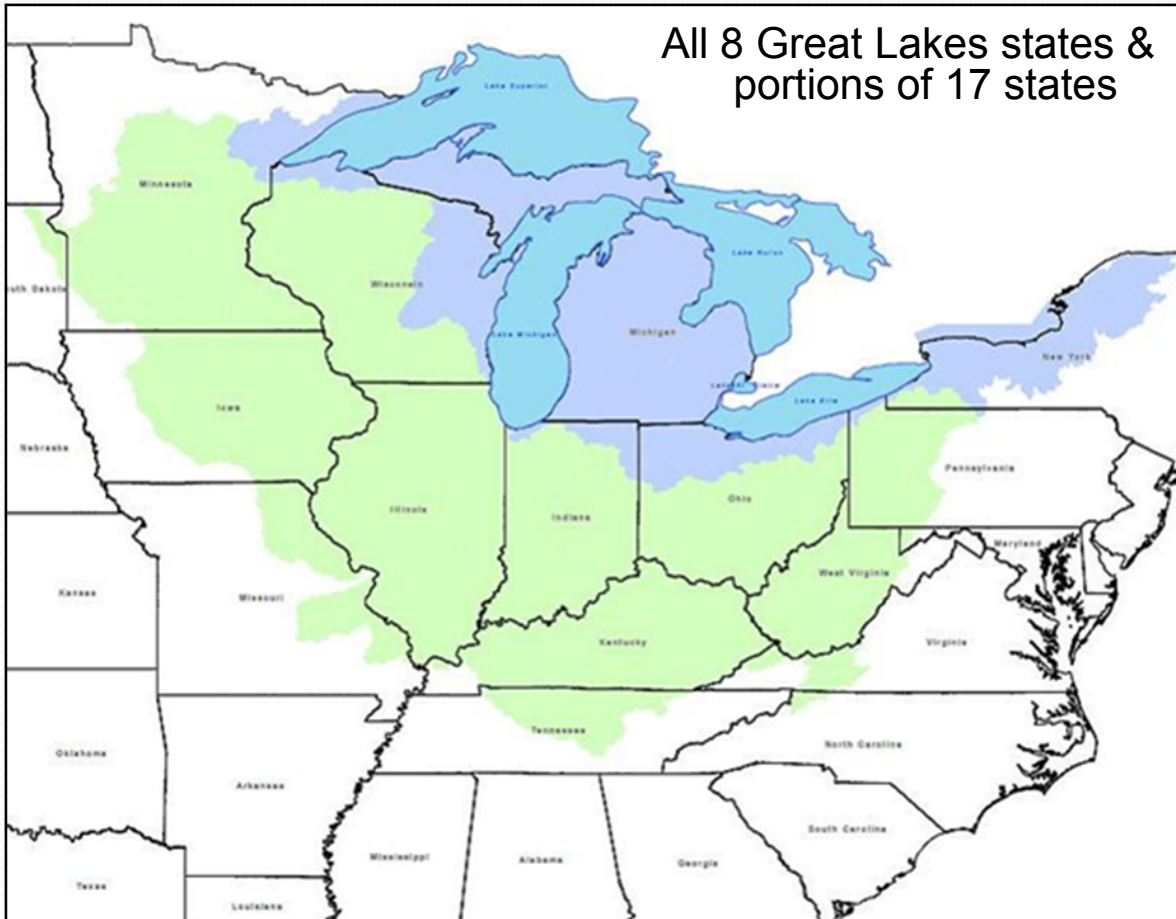 All 8 Great Lakes states &
portions of 17 states
Lake Superior
Minnesota
Lake Huron
uth Dakota
Wisconsin
Lake Michigan
Michigan
New York
Lake Erie
Iowa
Nebraska
Pennsylvania
Ohio
Illinois
Indiana
Maryland
West Virginia
Kansas
Missouri
Kentucky
Virginia
Tennessee
North Carolina
Oklahoma
Arkansas
South Carolina
Mississippi
Alabama
Georgia
Texas
Louisiana